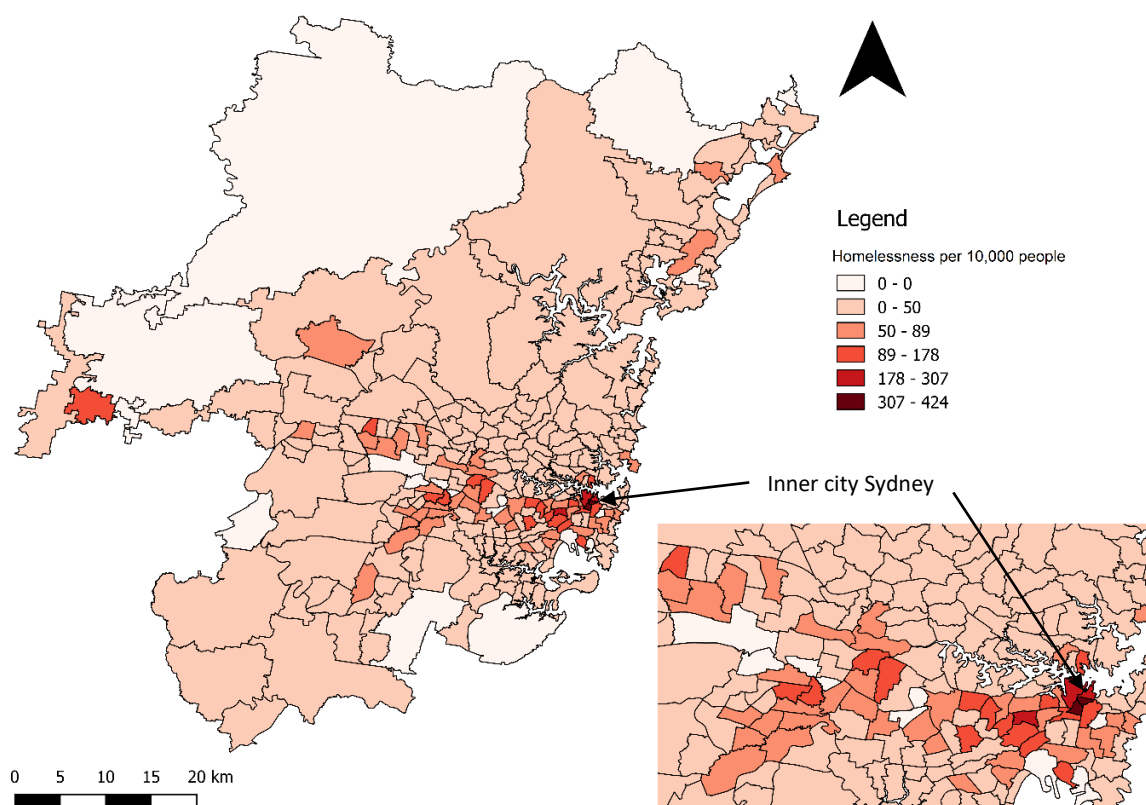 Legend
Homelessness per 10,000 people
0 - 0
0 - 50
50 - 89
89 - 178
178 - 307
307 - 424
Inner city Sydney
0 5 10 15 20 km